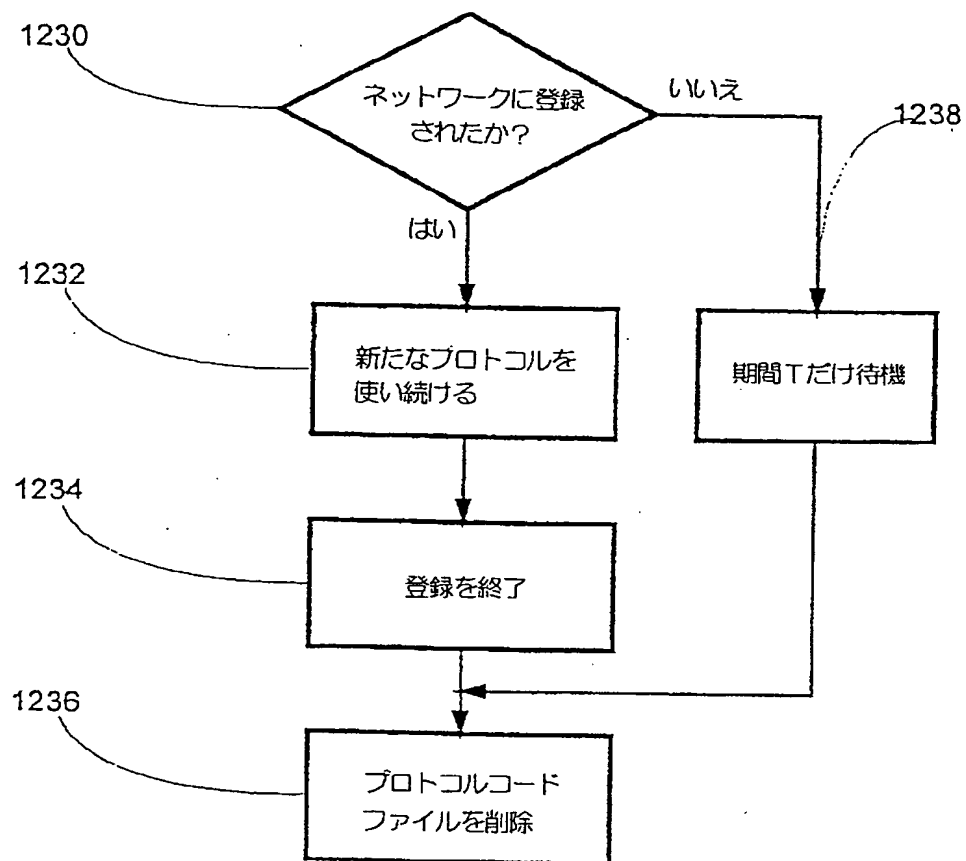 1230
ネットワークに登録
されたか?
いいえ
1238
はい
1232
新たなプロトコルを
使い続ける
期間Tだけ待機
1234
登録を終了
1236
プロトコルコード
ファイルを削除